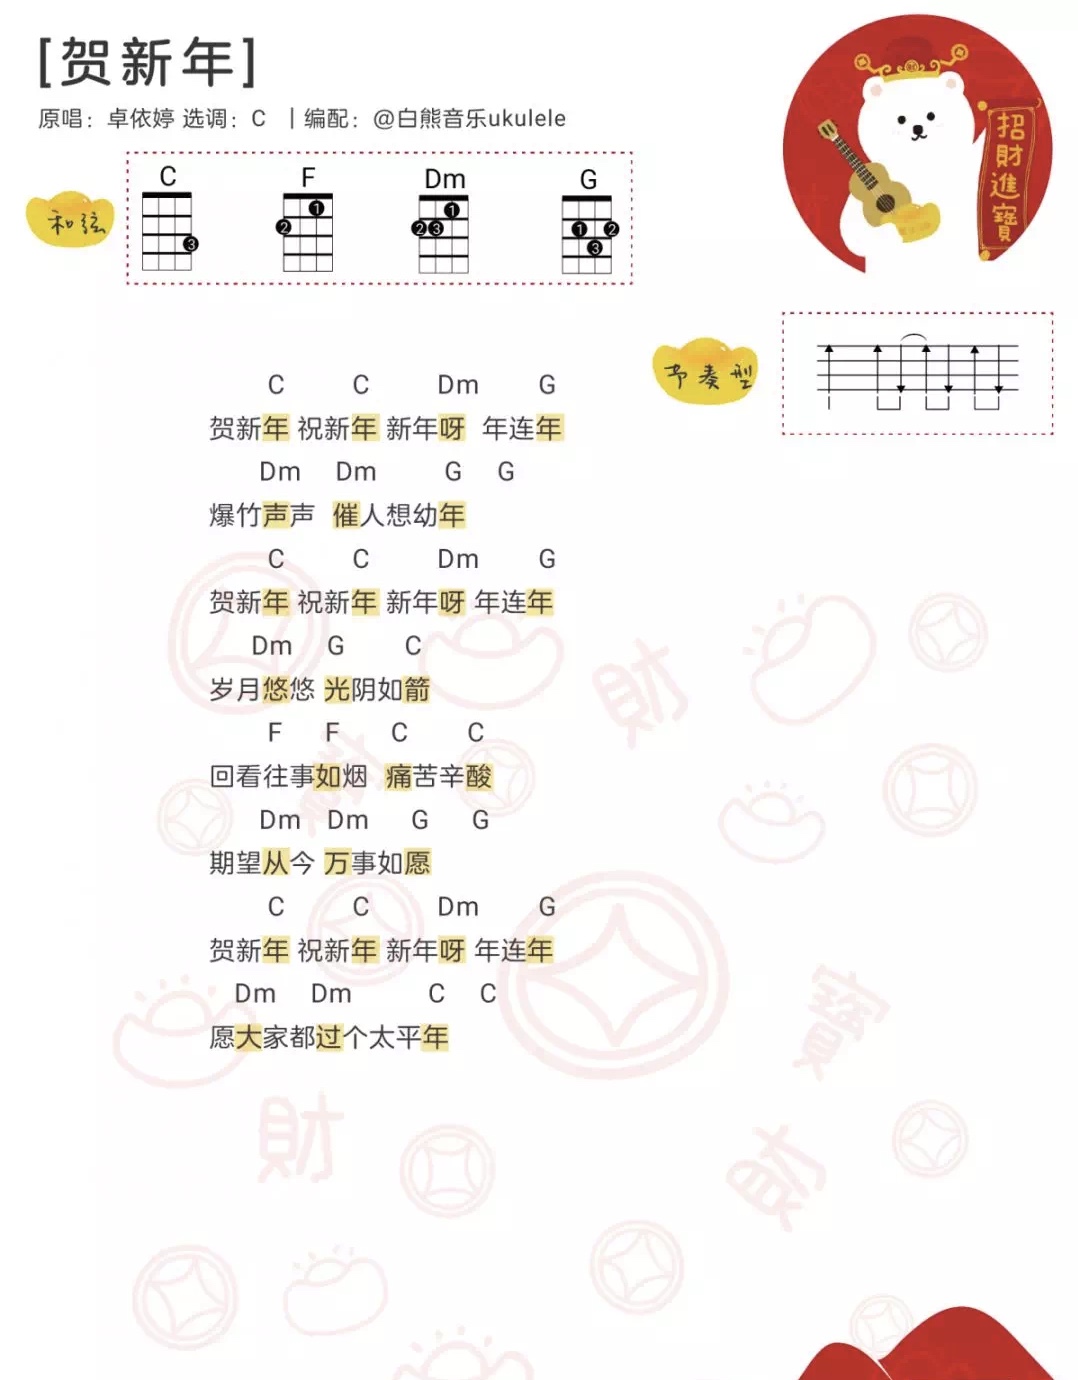 [贺新年]
原唱：卓依婷 选调：C ｜编配：@白熊音乐ukulele
招財進寶
和弦
C F Dm G
3 1 2 1 2 3 1 2 3
节奏型
C C Dm G
贺新年 祝新年 新年呀 年连年
Dm Dm G G
爆竹声声 催人想幼年
C C Dm G
贺新年 祝新年 新年呀 年连年
Dm G C
岁月悠悠 光阴如箭
F F C C
回看往事如烟 痛苦辛酸
Dm Dm G G
期望从今 万事如愿
C C Dm G
贺新年 祝新年 新年呀 年连年
Dm Dm C C
愿大家都过个太平年
財
寶
財